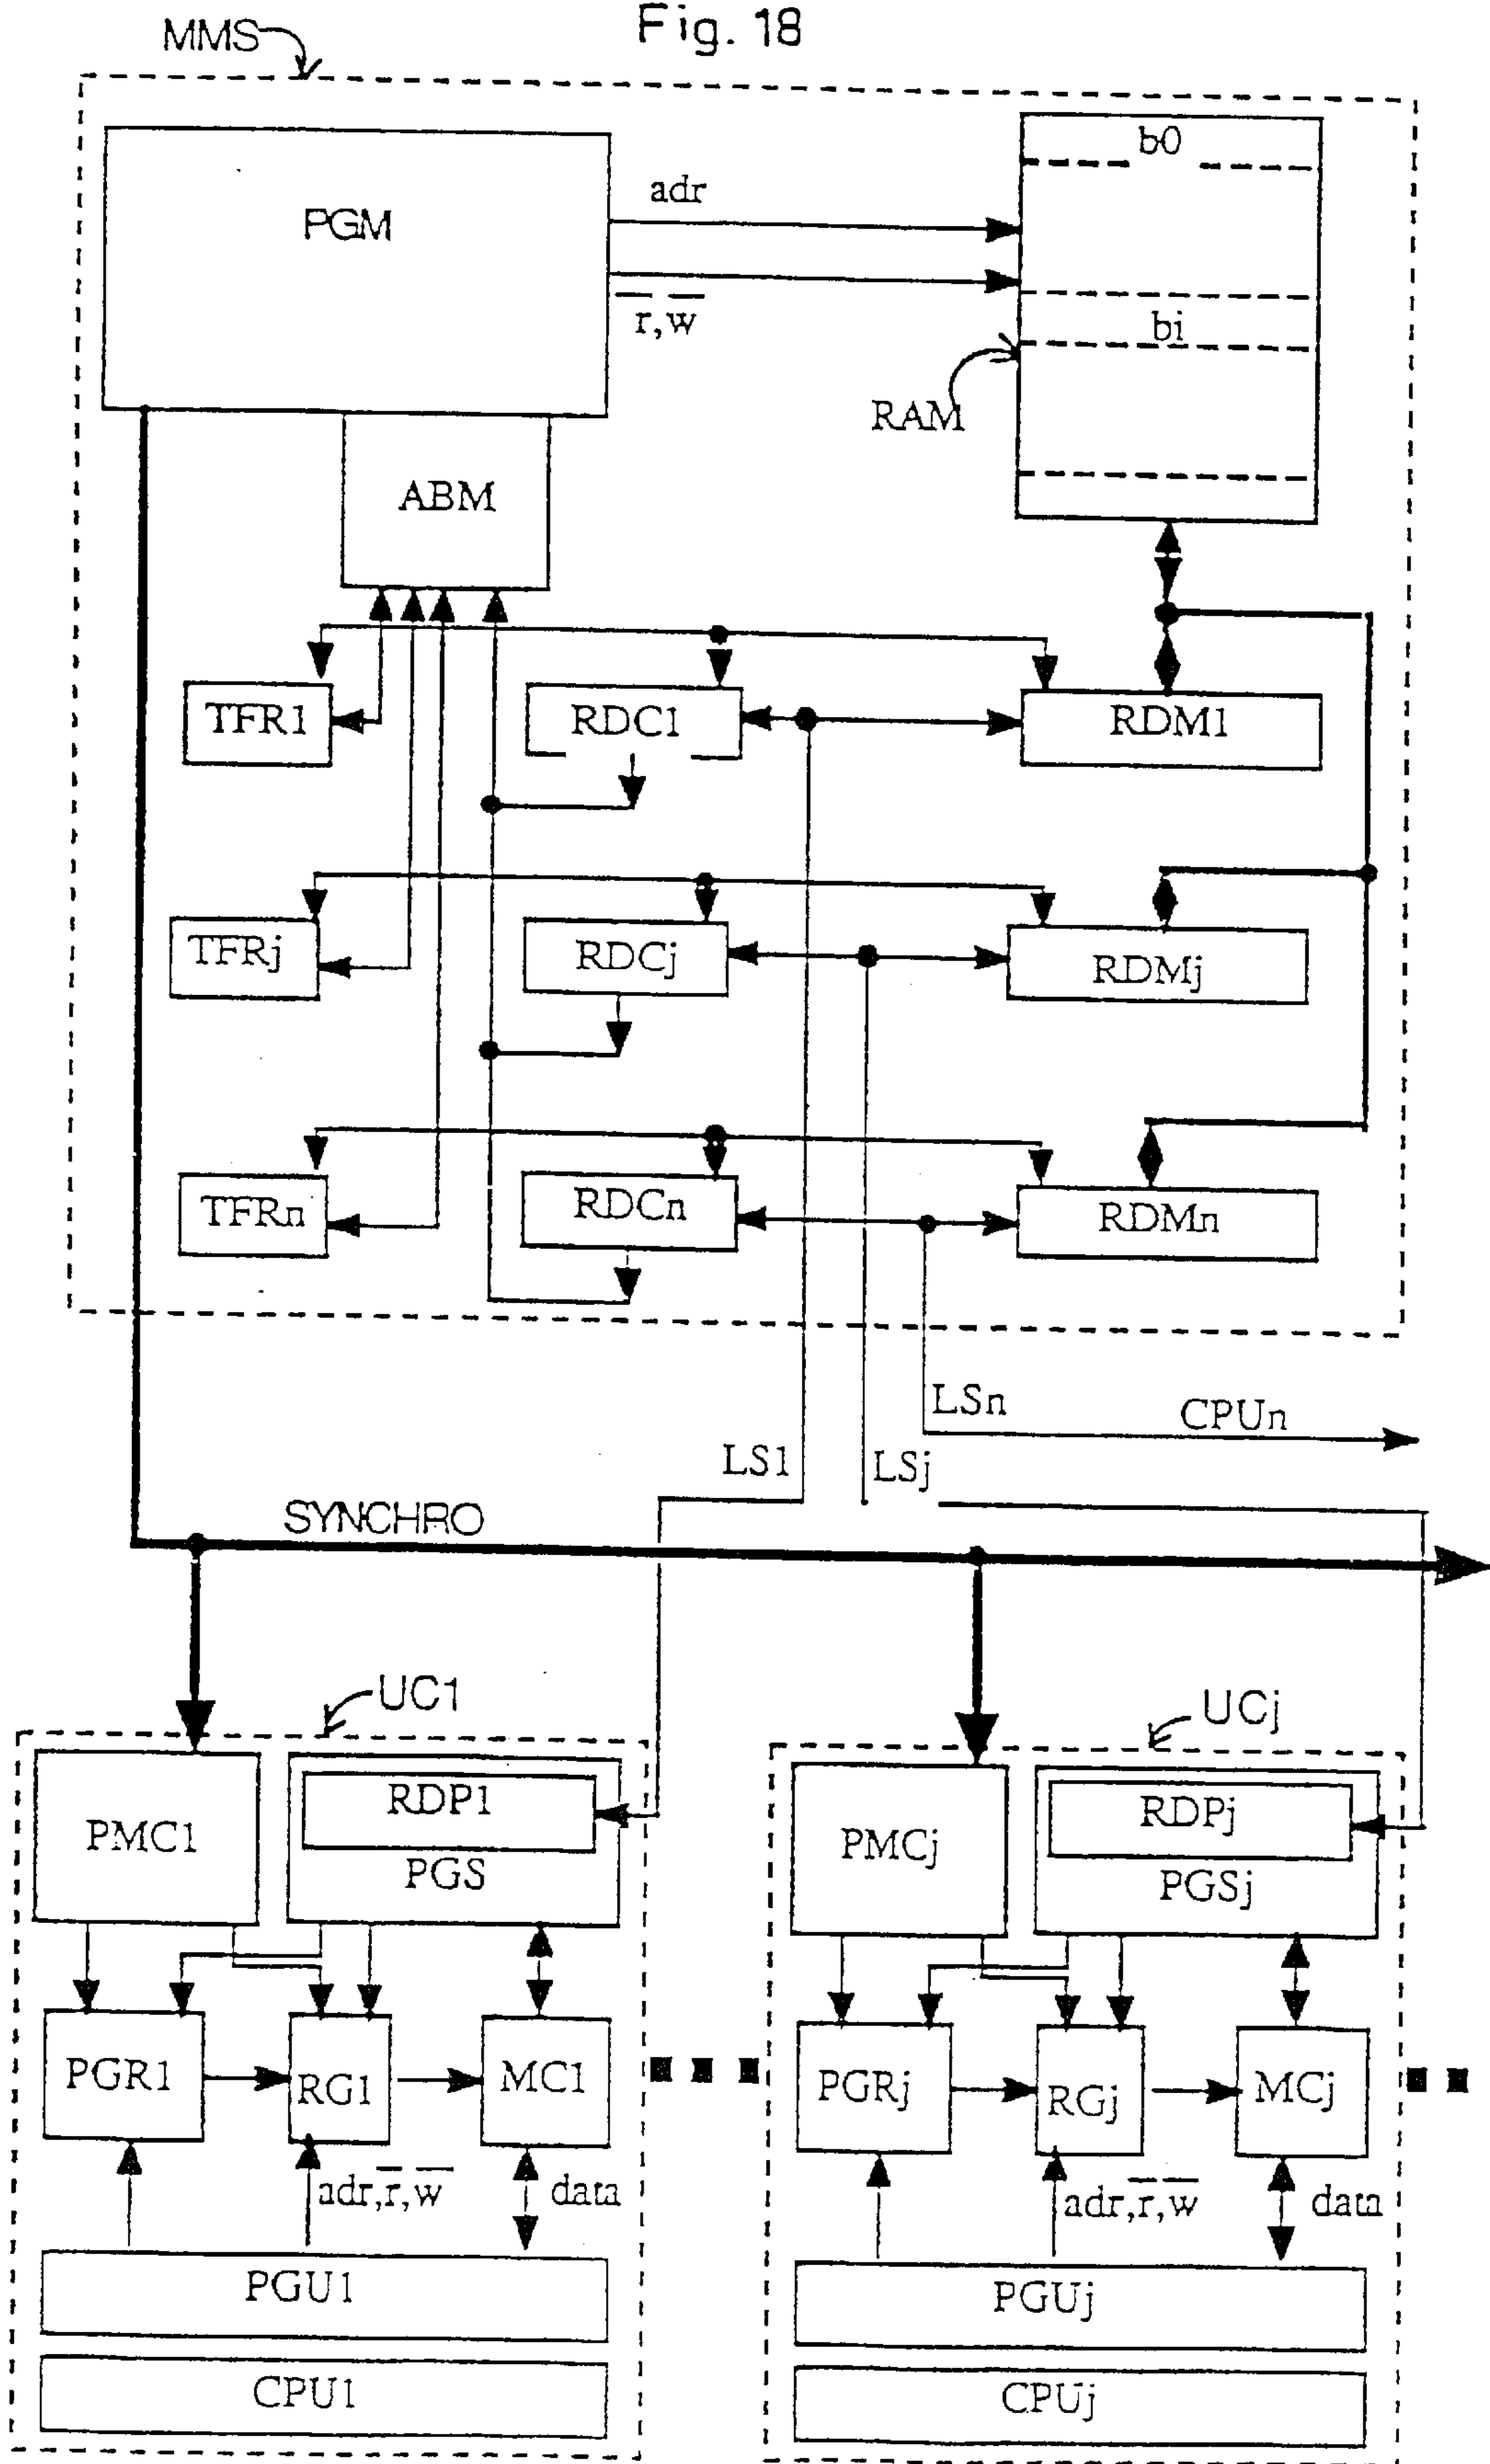 Fig. 18
MMS
b0
adr
PGM
r̅,w̅
bi
RAM
ABM
TFR1
RDC1
RDM1
TFRj
RDCj
RDMj
TFRn
RDCn
RDMn
LSn
CPUn
LS1
LSj
SYNCHRO
UC1
UCj
RDP1
RDPj
PMC1
PMCj
PGS
PGSj
PGR1
RG1
MC1
PGRj
RGj
MCj
adr,r̅,w̅
data
adr,r̅,w̅
data
PGU1
PGUj
CPU1
CPUj